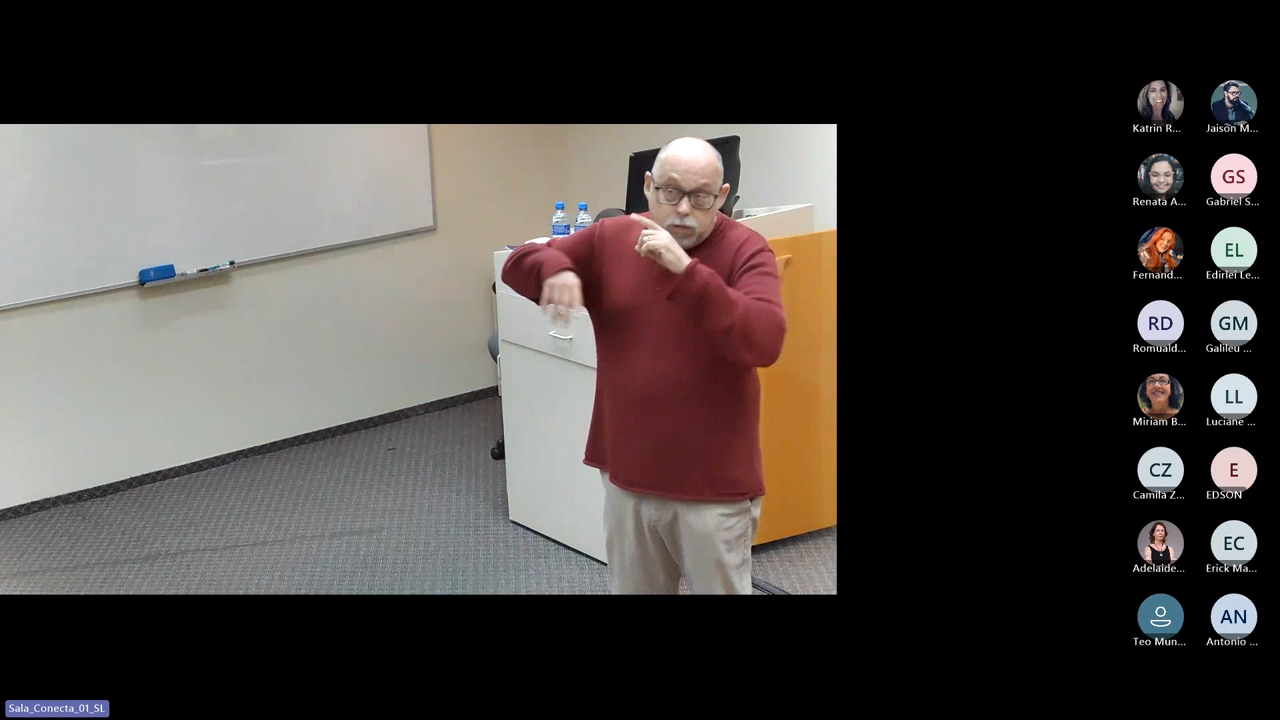 Katrin R...
Jaison M...
Renata A...
GS
Gabriel S...
Fernand...
EL
Edirlei Le...
RD
Romuald...
GM
Galileu ...
Miriam B...
LL
Luciane ...
CZ
Camila Z...
E
EDSON
Adelaide...
EC
Erick Ma...
Teo Mun...
AN
Antonio ...
Sala_Conecta_01_SL